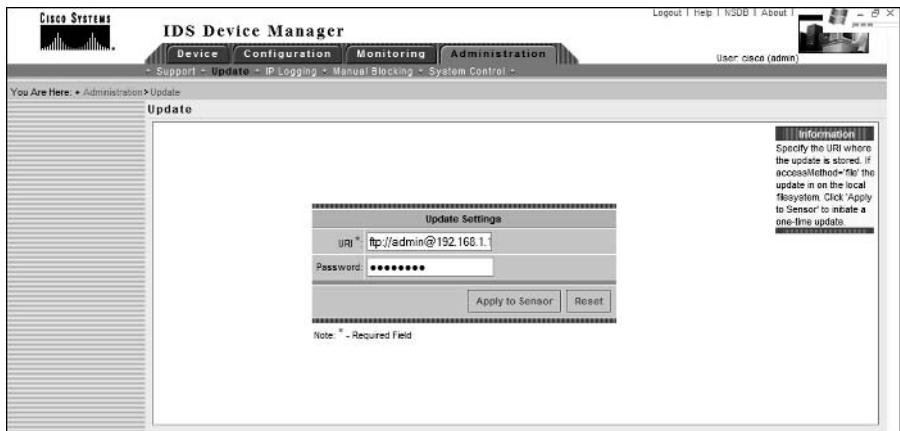 CISCO SYSTEMS
Logout | Help | NSDB | About |
IDS Device Manager
Device Configuration Monitoring Administration
User: cisco (admin)
Support Update IP Logging Manual Blocking System Control
You Are Here: Administration > Update
Update
Information
Specify the URI where
the update is stored. If
accessMethod='file' the
update in on the local
filesystem. Click 'Apply
to Sensor' to initiate a
one-time update.
Update Settings
URI *: ftp://admin@192.168.1.1
Password: ●●●●●●●●
Apply to Sensor Reset
Note: * - Required Field